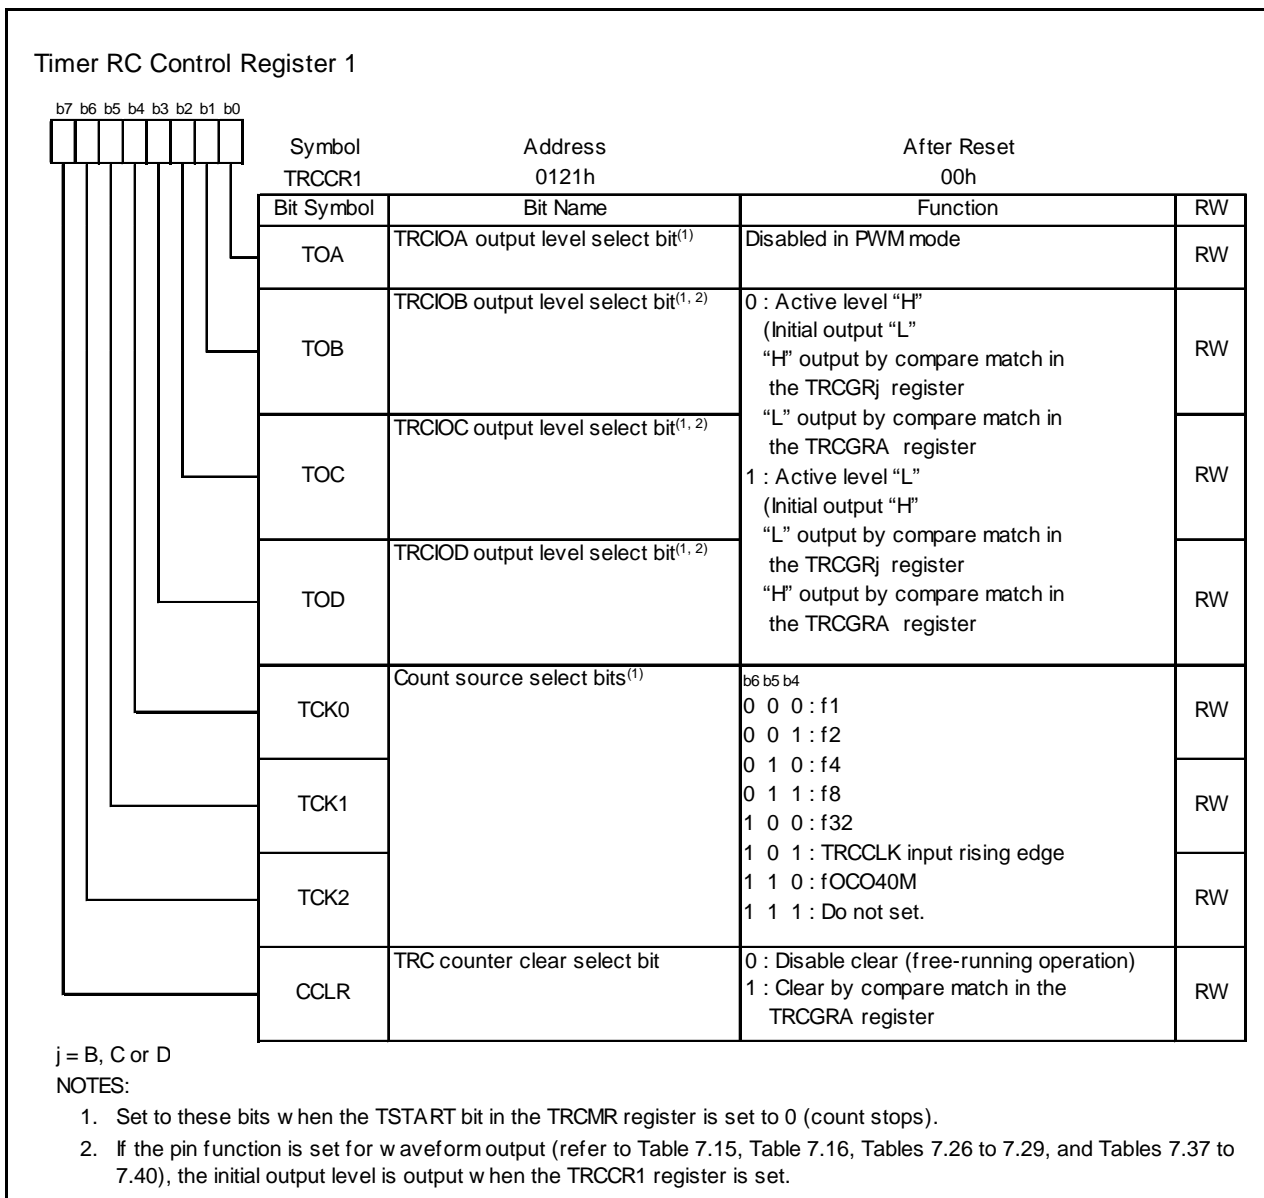 Timer RC Control Register 1
b7 b6 b5 b4 b3 b2 b1 b0
Symbol Address After Reset
TRCCR1 0121h 00h
Bit Symbol Bit Name Function RW
TOA TRCIOA output level select bit(1) Disabled in PWM mode RW
TOB TRCIOB output level select bit(1, 2) RW
TOC TRCIOC output level select bit(1, 2) RW
TOD TRCIOD output level select bit(1, 2) RW
0 : Active level “H”
(Initial output “L”
“H” output by compare match in
the TRCGRj register
“L” output by compare match in
the TRCGRA register
1 : Active level “L”
(Initial output “H”
“L” output by compare match in
the TRCGRj register
“H” output by compare match in
the TRCGRA register
TCK0 Count source select bits(1) RW
TCK1 RW
TCK2 RW
b6 b5 b4
0 0 0 : f1
0 0 1 : f2
0 1 0 : f4
0 1 1 : f8
1 0 0 : f32
1 0 1 : TRCCLK input rising edge
1 1 0 : fOCO40M
1 1 1 : Do not set.
CCLR TRC counter clear select bit RW
0 : Disable clear (free-running operation)
1 : Clear by compare match in the
TRCGRA register
j = B, C or D
NOTES:
1. Set to these bits when the TSTART bit in the TRCMR register is set to 0 (count stops).
2. If the pin function is set for waveform output (refer to Table 7.15, Table 7.16, Tables 7.26 to 7.29, and Tables 7.37 to
7.40), the initial output level is output when the TRCCR1 register is set.